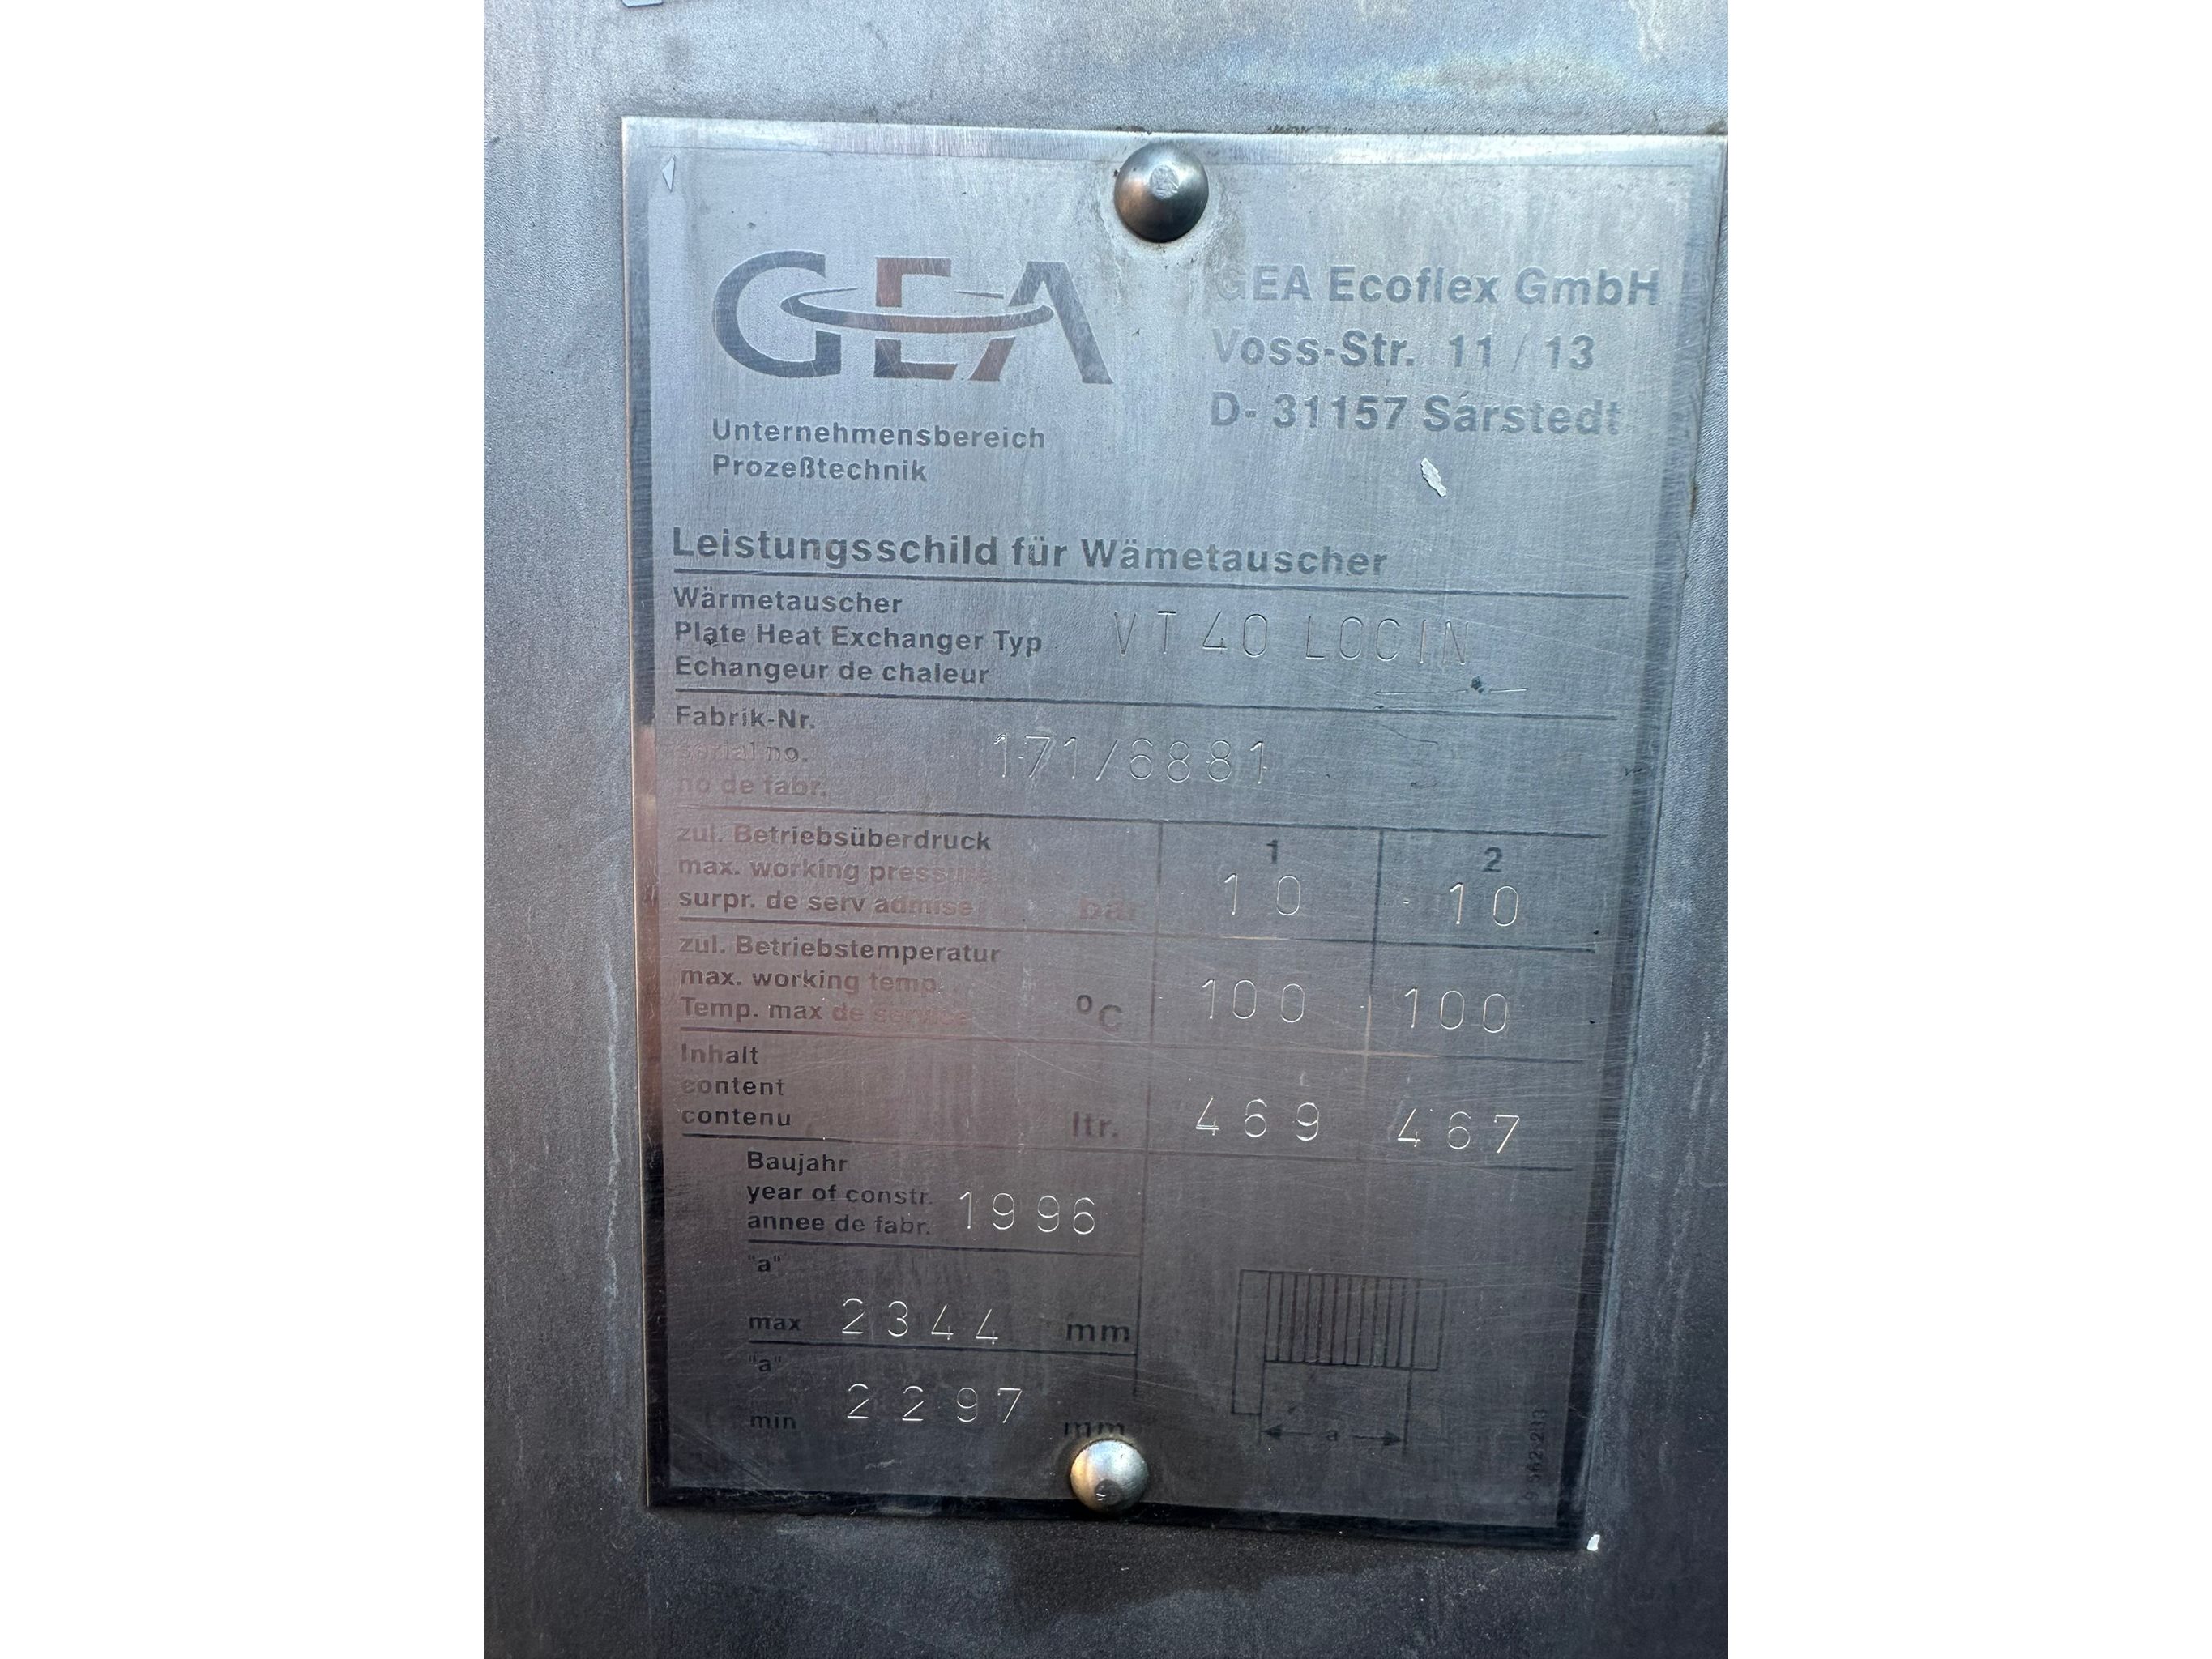 GEA
GEA Ecoflex GmbH
Voss-Str. 11 / 13
D- 31157 Sarstedt
Unternehmensbereich
Prozeßtechnik
Leistungsschild für Wämetauscher
Wärmetauscher
Plate Heat Exchanger Typ VT 40 LOCIN
Echangeur de chaleur
Fabrik-Nr.
serial no. 171/6881
no de fabr.
zul. Betriebsüberdruck 1 2
max. working pressure
surpr. de serv admise bar 10 10
zul. Betriebstemperatur
max. working temp.
Temp. max de service °C 100 100
Inhalt
content
contenu ltr. 469 467
Baujahr
year of constr. 1996
annee de fabr.
"a"
max 2344 mm
"a"
min 2297 mm
a